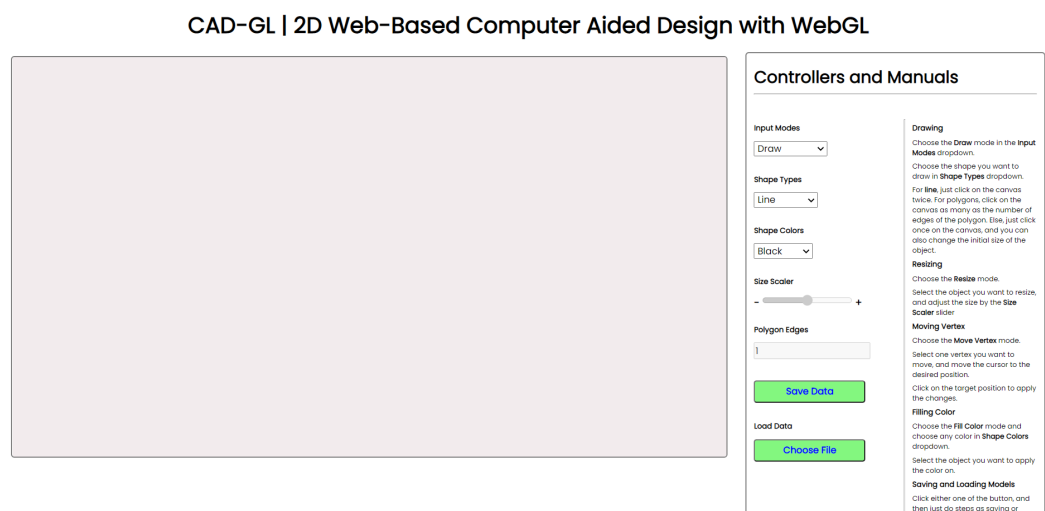 CAD-GL | 2D Web-Based Computer Aided Design with WebGL
Controllers and Manuals
Input Modes
Draw
Shape Types
Line
Shape Colors
Black
Size Scaler
- +
Polygon Edges
1
Save Data
Load Data
Choose File
Drawing
Choose the Draw mode in the Input
Modes dropdown.
Choose the shape you want to
draw in Shape Types dropdown.
For line, just click on the canvas
twice. For polygons, click on the
canvas as many as the number of
edges of the polygon. Else, just click
once on the canvas, and you can
also change the initial size of the
object.
Resizing
Choose the Resize mode.
Select the object you want to resize,
and adjust the size by the Size
Scaler slider
Moving Vertex
Choose the Move Vertex mode.
Select one vertex you want to
move, and move the cursor to the
desired position.
Click on the target position to apply
the changes.
Filling Color
Choose the Fill Color mode and
choose any color in Shape Colors
dropdown.
Select the object you want to apply
the color on.
Saving and Loading Models
Click either one of the button, and
then just do steps as saving or